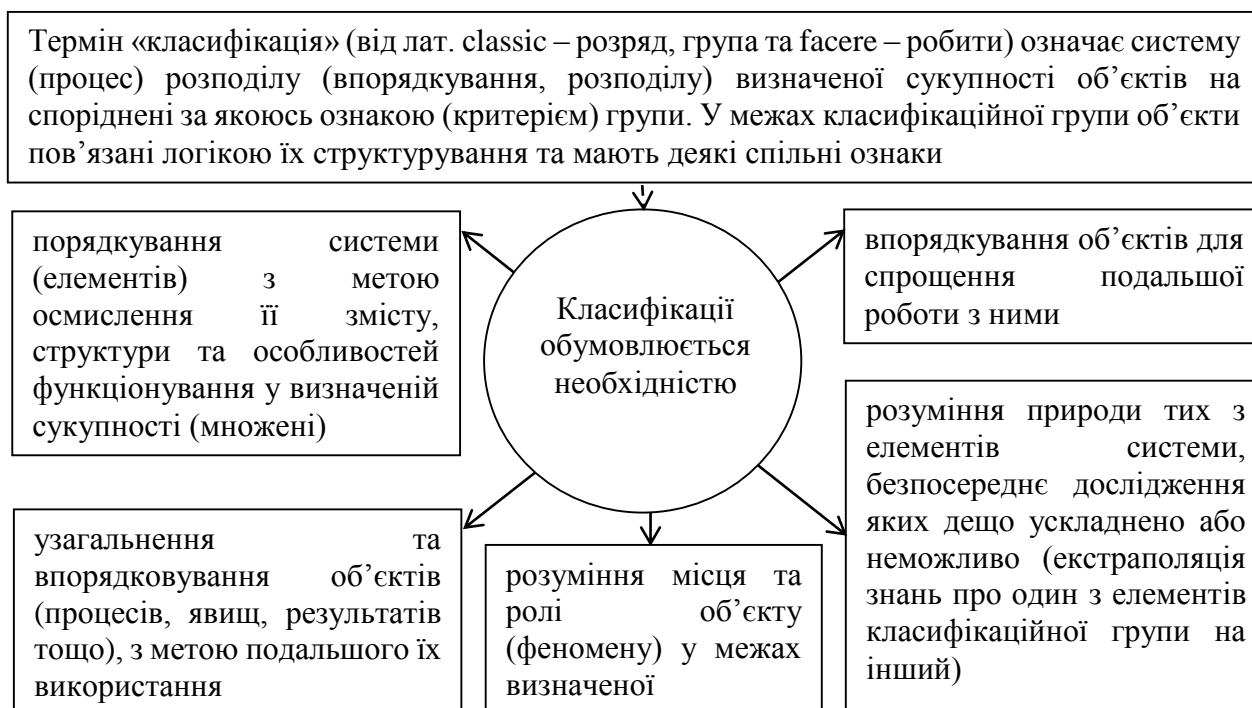 Термін «класифікація» (від лат. classic – розряд, група та facere – робити) означає систему
(процес) розподілу (впорядкування, розподілу) визначеної сукупності об’єктів на
споріднені за якоюсь ознакою (критерієм) групи. У межах класифікаційної групи об’єкти
пов’язані логікою їх структурування та мають деякі спільні ознаки
порядкування системи
(елементів) з метою
осмислення її змісту,
структури та особливостей
функціонування у визначеній
сукупності (множені)
Класифікації
обумовлюється
необхідністю
впорядкування об’єктів для
спрощення подальшої
роботи з ними
розуміння природи тих з
елементів системи,
безпосереднє дослідження
яких дещо ускладнено або
неможливо (екстраполяція
знань про один з елементів
класифікаційної групи на
інший)
узагальнення та
впорядковування об’єктів
(процесів, явищ, результатів
тощо), з метою подальшого їх
використання
розуміння місця та
ролі об’єкту
(феномену) у межах
визначеної